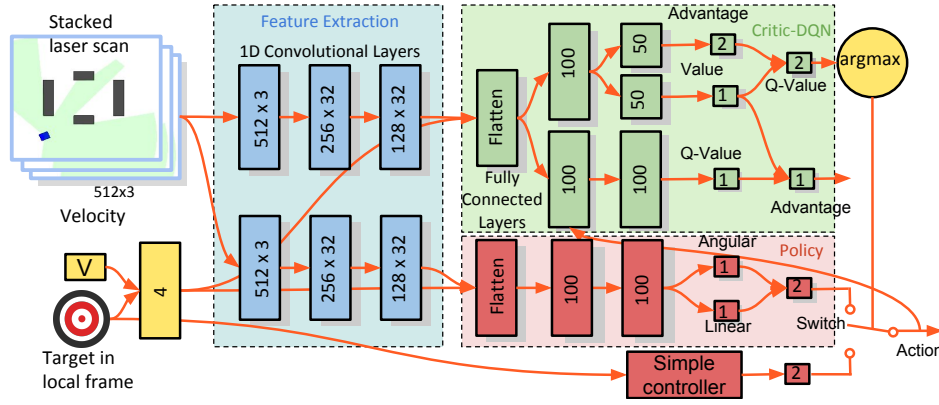 Stacked
laser scan
512x3
Velocity
V
4
Target in
local frame
Feature Extraction
1D Convolutional Layers
512 x 3
256 x 32
128 x 32
512 x 3
256 x 32
128 x 32
Critic-DQN
Flatten
Fully
Connected
Layers
100
50
50
Advantage
2
Value
1
2
Q-Value
argmax
100
100
Q-Value
1
1
Advantage
Policy
Flatten
100
100
Angular
1
1
Linear
2
Switch
Action
Simple
controller
2